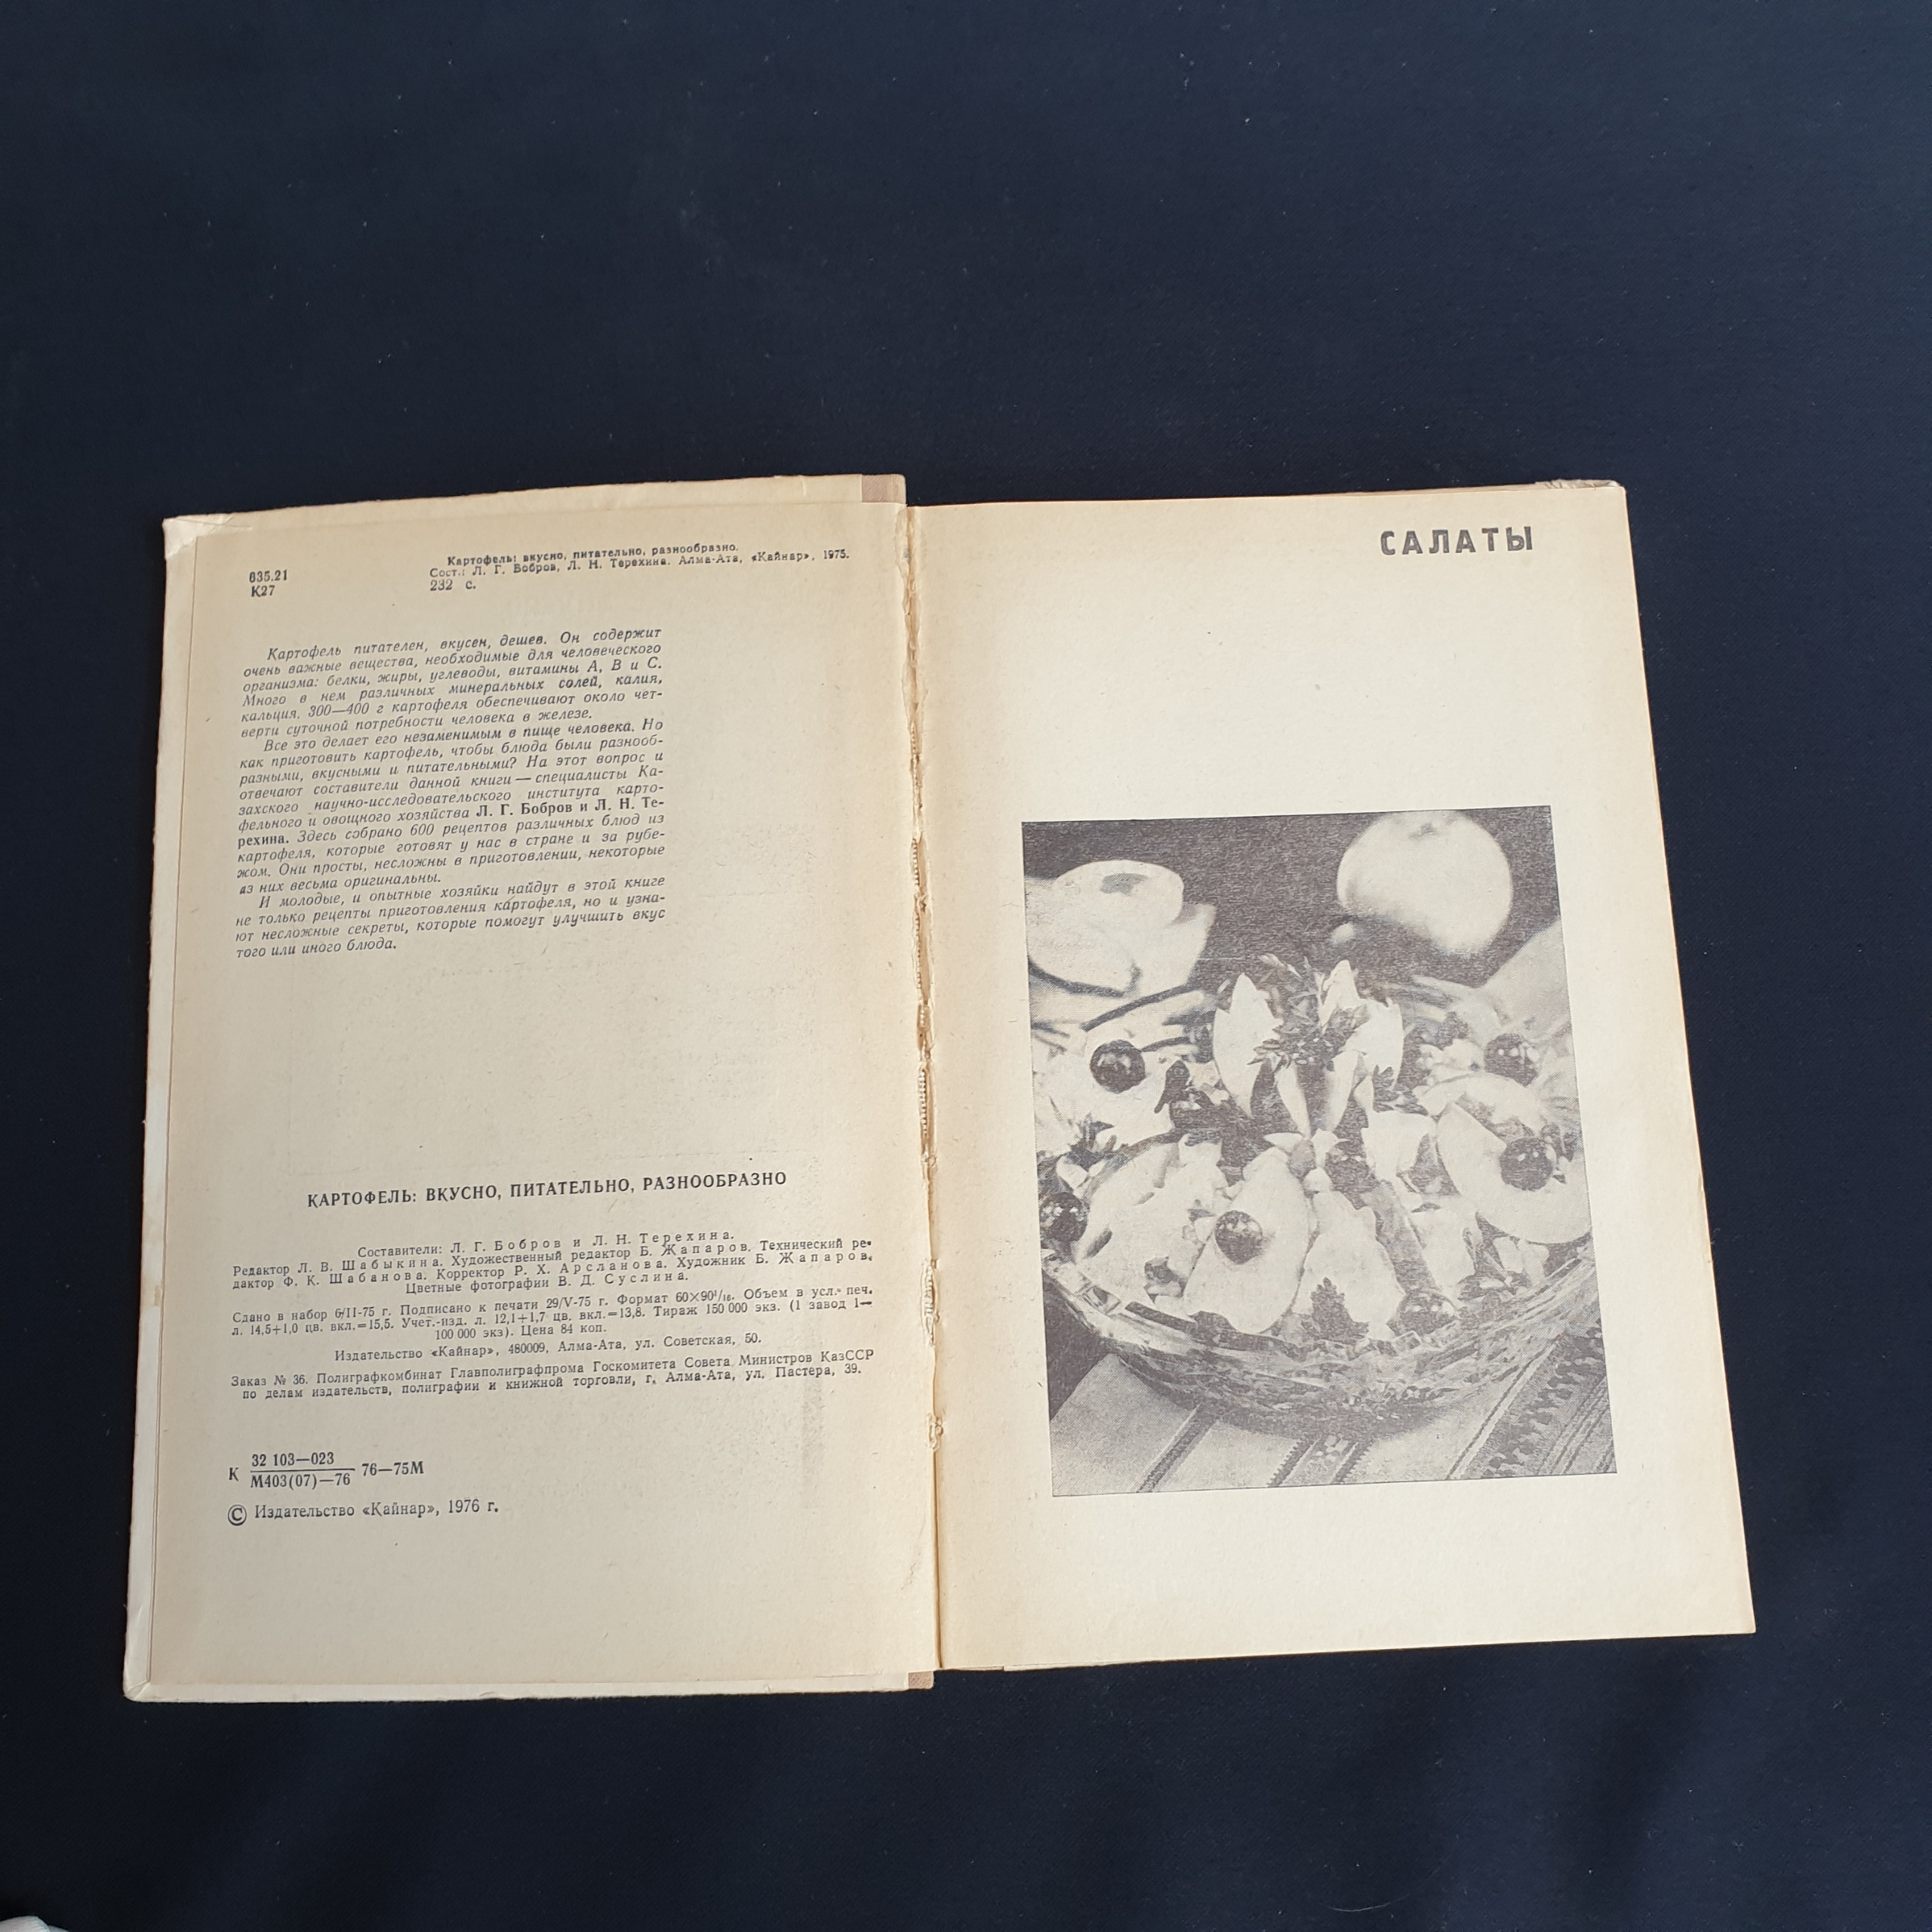 635.21
К27
Картофель: вкусно, питательно, разнообразно.
Сост.: Л. Г. Бобров, Л. Н. Терехина. Алма-Ата, «Кайнар», 1975.
232 с.
Картофель питателен, вкусен, дешев. Он содержит
очень важные вещества, необходимые для человеческого
организма: белки, жиры, углеводы, витамины А, В и С.
Много в нем различных минеральных солей, калия,
кальция. 300—400 г картофеля обеспечивают около чет-
верти суточной потребности человека в железе.
Все это делает его незаменимым в пище человека. Но
как приготовить картофель, чтобы блюда были разнооб-
разными, вкусными и питательными? На этот вопрос и
отвечают составители данной книги — специалисты Ка-
захского научно-исследовательского института карто-
фельного и овощного хозяйства Л. Г. Бобров и Л. Н. Те-
рехина. Здесь собрано 600 рецептов различных блюд из
картофеля, которые готовят у нас в стране и за рубе-
жом. Они просты, несложны в приготовлении, некоторые
из них весьма оригинальны.
И молодые, и опытные хозяйки найдут в этой книге
не только рецепты приготовления картофеля, но и узна-
ют несложные секреты, которые помогут улучшить вкус
того или иного блюда.
КАРТОФЕЛЬ: ВКУСНО, ПИТАТЕЛЬНО, РАЗНООБРАЗНО
Составители: Л. Г. Бобров и Л. Н. Терехина.
Редактор Л. В. Шабыкина. Художественный редактор Б. Жапаров. Технический ре-
дактор Ф. К. Шабанова. Корректор Р. Х. Арсланова. Художник Б. Жапаров.
Цветные фотографии В. Д. Суслина.
Сдано в набор 6/II-75 г. Подписано к печати 29/V-75 г. Формат 60×90¹/₁₆. Объем в усл. печ.
л. 14,5+1,0 цв. вкл.=15,5. Учет.-изд. л. 12,1+1,7 цв. вкл.=13,8. Тираж 150 000 экз. (1 завод 1—
100 000 экз). Цена 84 коп.
Издательство «Кайнар», 480009, Алма-Ата, ул. Советская, 50.
Заказ № 36. Полиграфкомбинат Главполиграфпрома Госкомитета Совета Министров КазССР
по делам издательств, полиграфии и книжной торговли, г. Алма-Ата, ул. Пастера, 39.
К 32 103—023
М403(07)—76 76—75М
© Издательство «Кайнар», 1976 г.
САЛАТЫ